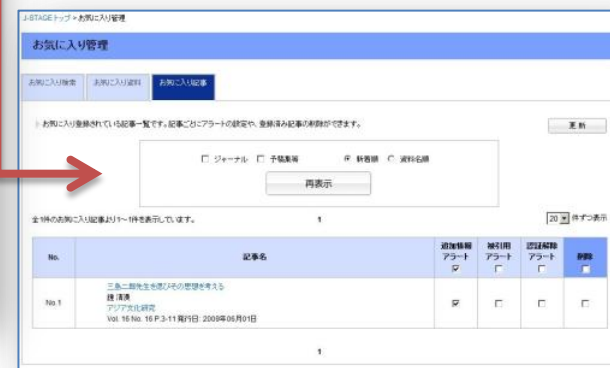 J-STAGEトップ > お気に入り管理
お気に入り管理
お気に入り検索 お気に入り資料 お気に入り記事
お気に入り登録されている記事一覧です。記事ごとにアラートの設定や、登録済み記事の削除ができます。
更新
ジャーナル 予稿集等 新着順 資料名順
再表示
全1件のお気に入り記事より1~1件を表示しています。 1 20 件ずつ表示
No. 記事名 追加情報アラート 被引用アラート 認証解除アラート 削除
No.1
三島二郎先生を偲びその思想を考える
アジア文化研究
Vol. 16 No. 16 P.3-11 発行日: 2009年06月01日
1